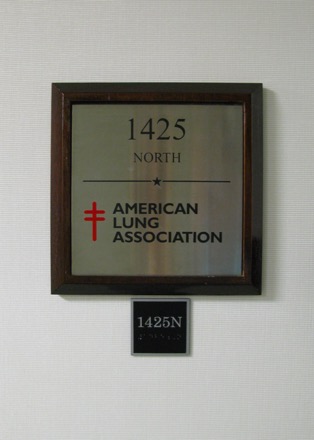 1425
NORTH
AMERICAN
LUNG
ASSOCIATION
1425N